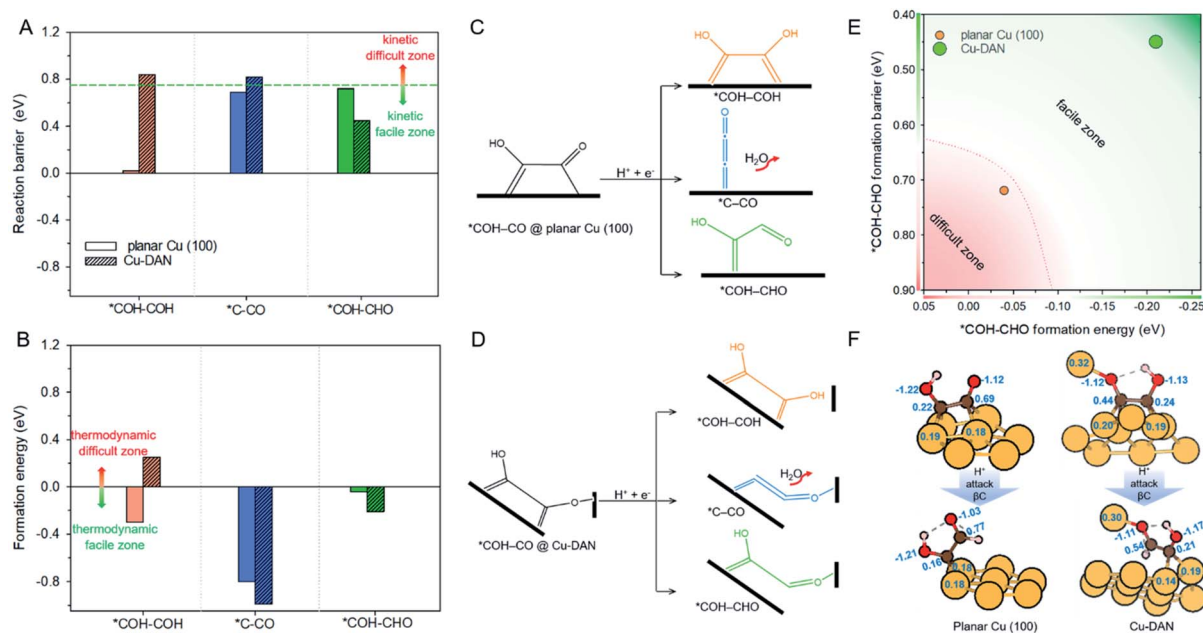 A
1.2
0.8
0.4
0.0
-0.4
-0.8
Reaction barrier (eV)
kinetic
difficult zone
kinetic
facile zone
planar Cu (100)
Cu-DAN
*COH-COH
*C-CO
*COH-CHO
B
0.4
0.0
-0.4
-0.8
Formation energy (eV)
thermodynamic
difficult zone
thermodynamic
facile zone
*COH-COH
*C-CO
*COH-CHO
C
HO
O
*COH–CO @ planar Cu (100)
H⁺ + e⁻
HO
OH
*COH–COH
O
H₂O
*C–CO
HO
O
*COH–CHO
D
HO
O
*COH–CO @ Cu-DAN
H⁺ + e⁻
HO
OH
*COH–COH
H₂O
O
*C–CO
HO
O
*COH–CHO
E
0.40
0.50
0.60
0.70
0.80
0.90
*COH-CHO formation barrier (eV)
planar Cu (100)
Cu-DAN
facile zone
difficult zone
0.05
0.00
-0.05
-0.10
-0.15
-0.20
-0.25
*COH-CHO formation energy (eV)
F
-1.22
-1.12
0.22
0.69
0.19
0.18
H⁺
attack
βC
-1.03
0.77
-1.21
0.16
0.18
0.18
Planar Cu (100)
0.32
-1.12
-1.13
0.44
0.24
0.20
0.19
H⁺
attack
βC
0.30
-1.11
-1.17
0.54
0.21
0.19
0.14
Cu-DAN